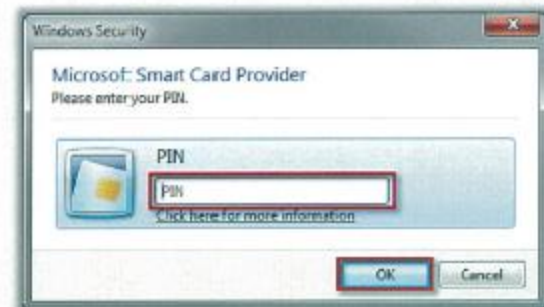 Windows Security
Microsoft Smart Card Provider
Please enter your PIN.
PIN
PIN
Click here for more information
OK
Cancel